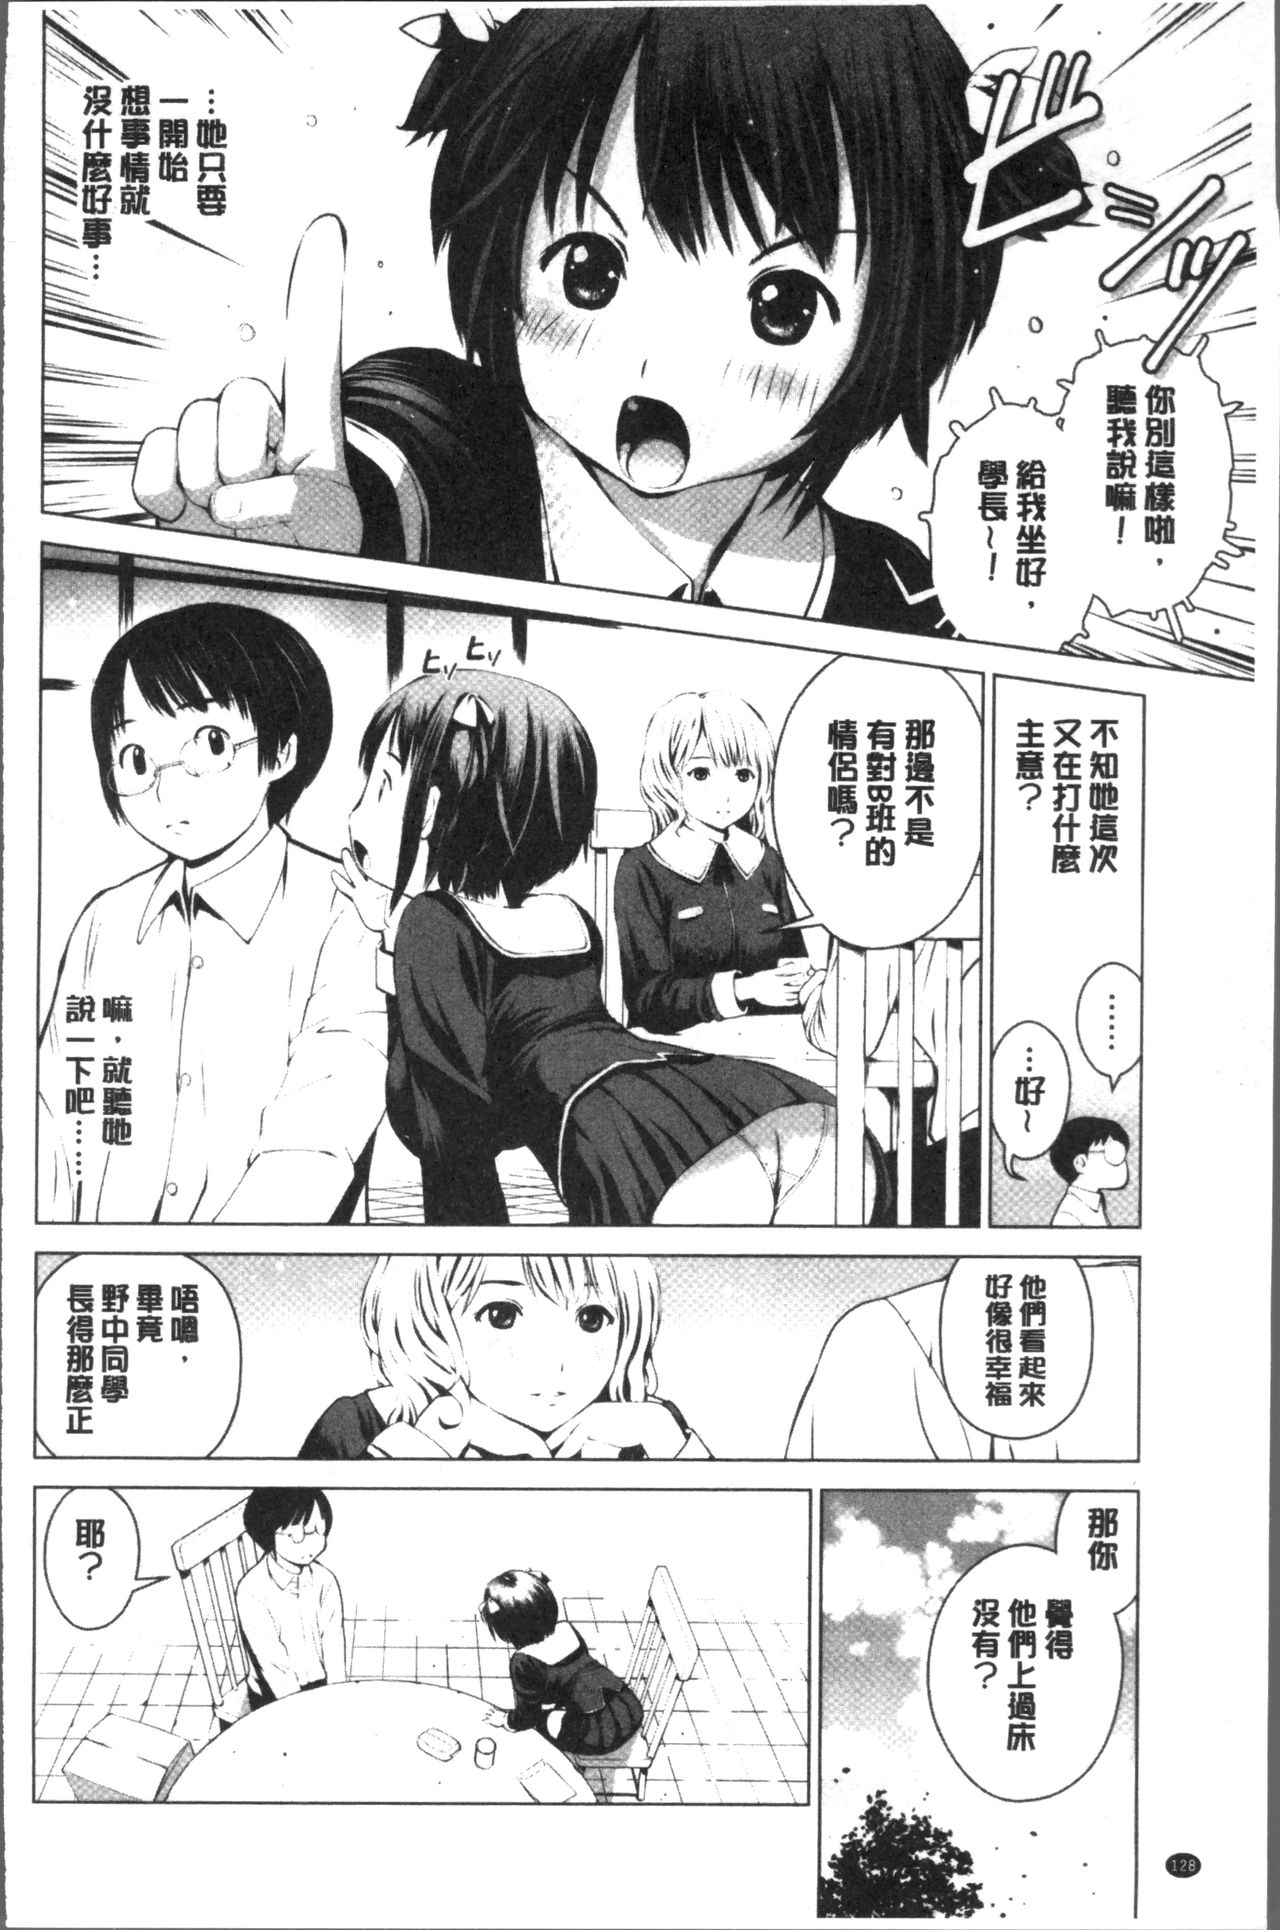 ビシッ
你別這樣啦，
聽我說嘛！
給我坐好，
學長～！
…她只要
一開始
想事情就
沒什麼好事…
不知她這次
又在打什麼
主意？
……
…好～
那邊不是
有對B班的
情侶嗎？
ヒソ
ヒソ
嘛，就聽她
說一下吧……
他們看起來
好像很幸福
唔嗯，
畢竟
野中同學
長得那麼正
那你
覺得
他們上過床
沒有？
耶？
128